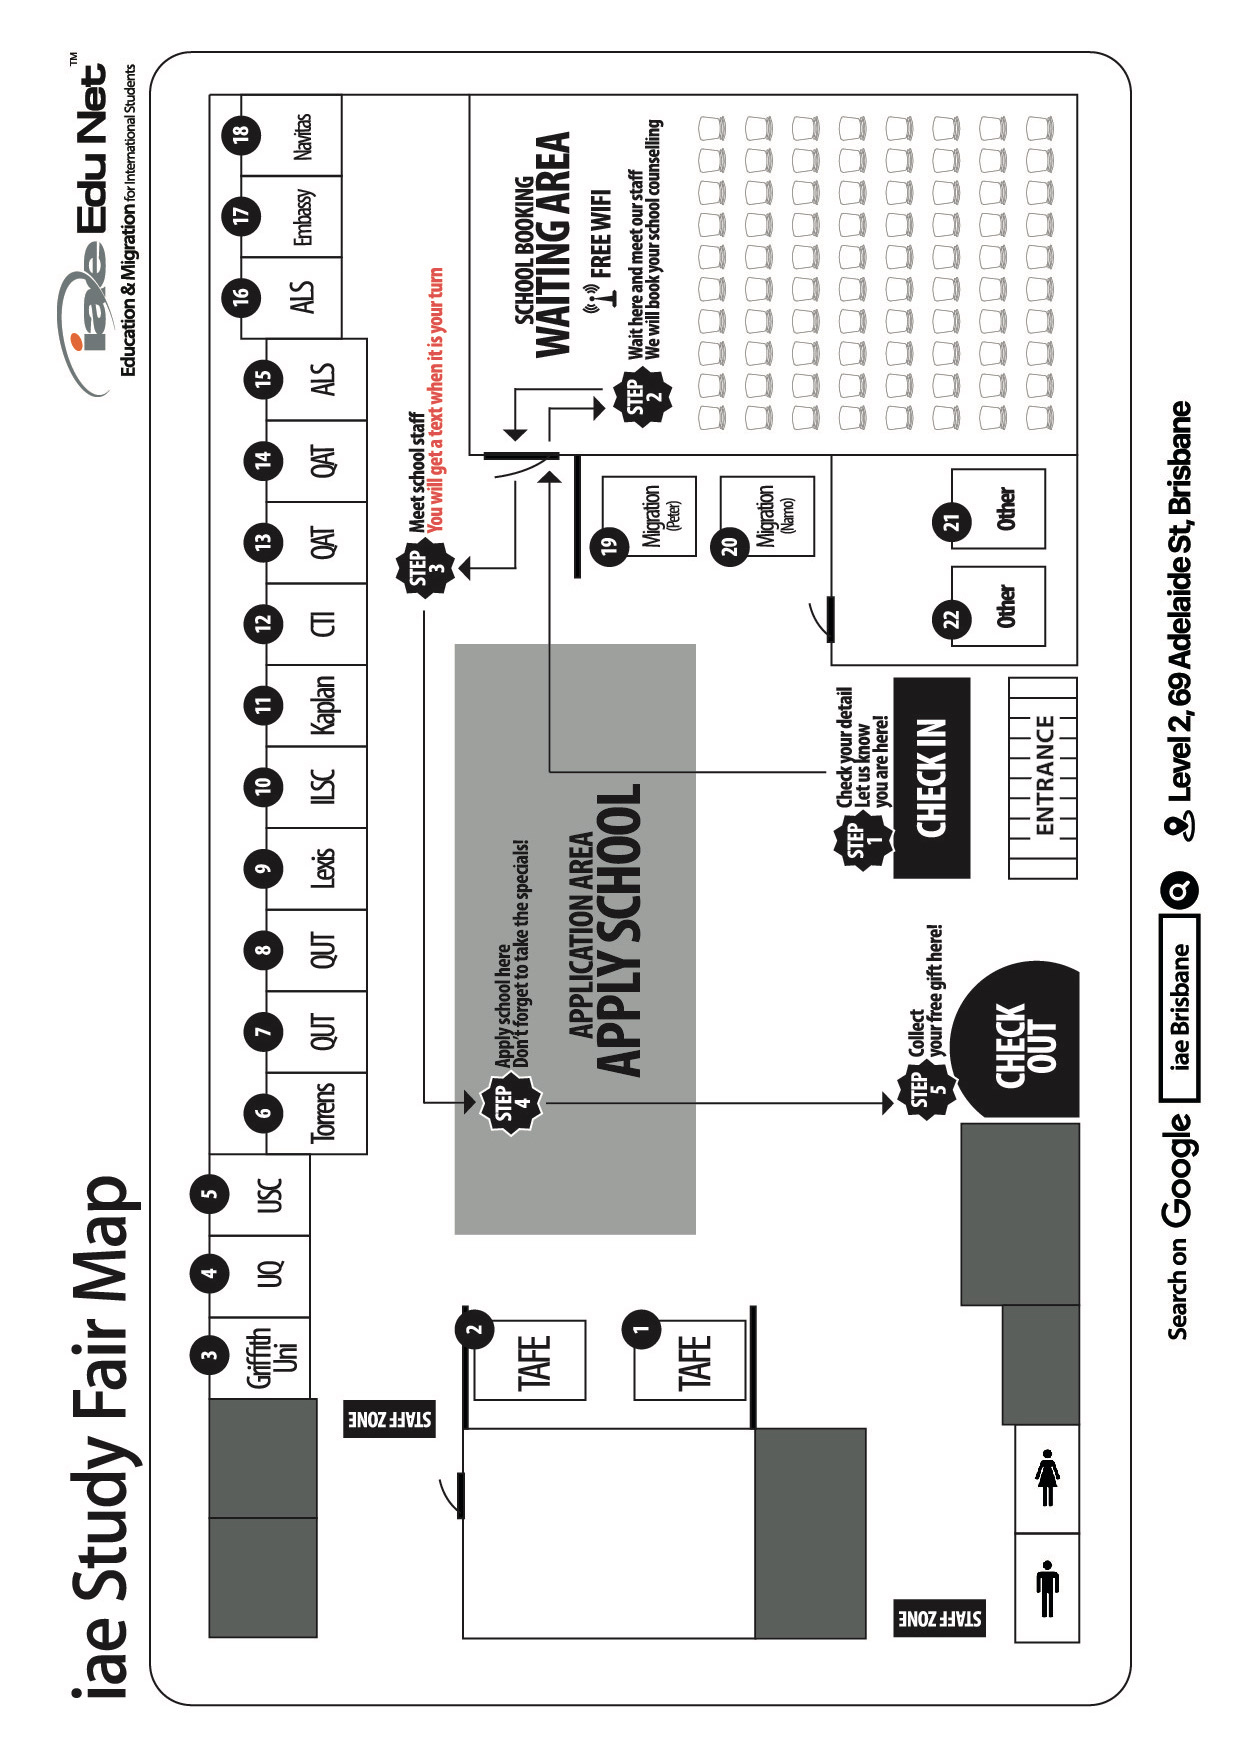 iae Study Fair Map
iae Edu Net™
Education & Migration for International Students
3
Griffith
Uni
4
UQ
5
USC
6
Torrens
7
QUT
8
QUT
9
Lexis
10
ILSC
11
Kaplan
12
CTI
13
QAT
14
QAT
15
ALS
16
ALS
17
Embassy
18
Navitas
STAFF ZONE
STEP
3
Meet school staff
You will get a text when it is your turn
SCHOOL BOOKING
WAITING AREA
FREE WIFI
STEP
2
Wait here and meet our staff
We will book your school counselling
2
TAFE
1
TAFE
STEP
4
Apply school here
Don't forget to take the specials!
APPLICATION AREA
APPLY SCHOOL
19
Migration
(Peter)
20
Migration
(Namo)
STEP
1
Check your detail
Let us know
you are here!
CHECK IN
ENTRANCE
22
Other
21
Other
STEP
5
Collect
your free gift here!
CHECK
OUT
STAFF ZONE
Search on Google iae Brisbane
Level 2, 69 Adelaide St, Brisbane